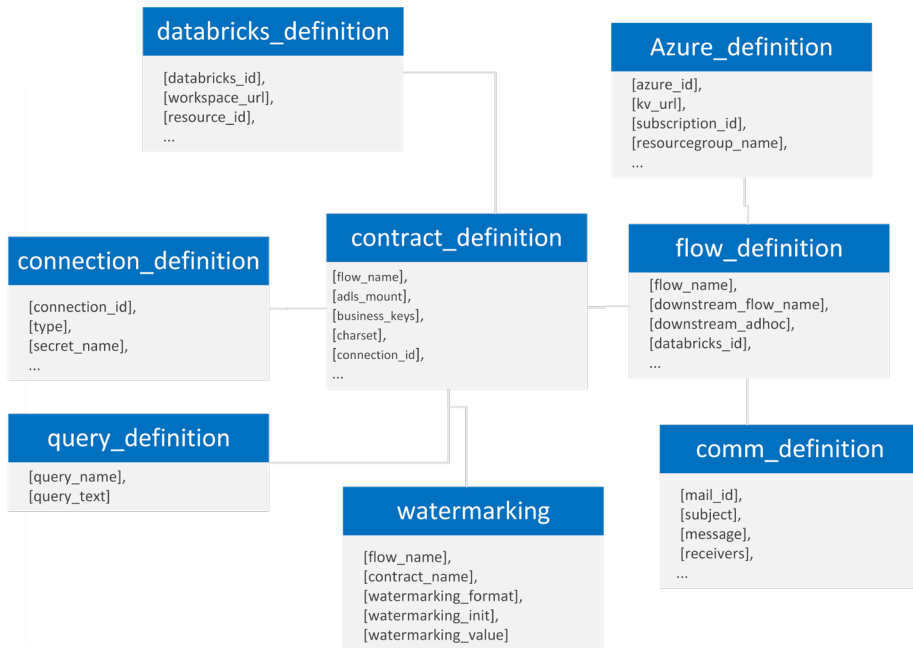 databricks_definition
[databricks_id],
[workspace_url],
[resource_id],
...
Azure_definition
[azure_id],
[kv_url],
[subscription_id],
[resourcegroup_name],
...
connection_definition
[connection_id],
[type],
[secret_name],
...
contract_definition
[flow_name],
[adls_mount],
[business_keys],
[charset],
[connection_id],
...
flow_definition
[flow_name],
[downstream_flow_name],
[downstream_adhoc],
[databricks_id],
...
query_definition
[query_name],
[query_text]
watermarking
[flow_name],
[contract_name],
[watermarking_format],
[watermarking_init],
[watermarking_value]
comm_definition
[mail_id],
[subject],
[message],
[receivers],
...